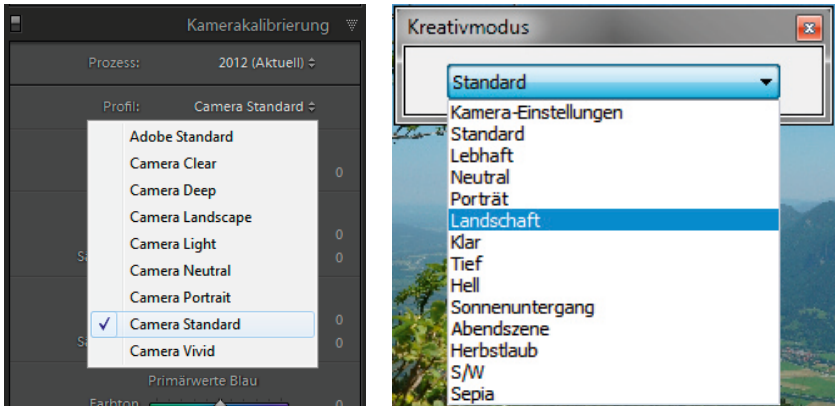 Kamerakalibrierung
Prozess: 2012 (Aktuell)
Profil: Camera Standard
Adobe Standard
Camera Clear
Camera Deep
0
Camera Landscape
Camera Light
0
0
Camera Neutral
Camera Portrait
Camera Standard
0
0
Camera Vivid
Primärwerte Blau
Farbton
0
Kreativmodus
Standard
Kamera-Einstellungen
Standard
Lebhaft
Neutral
Porträt
Landschaft
Klar
Tief
Hell
Sonnenuntergang
Abendszene
Herbstlaub
S/W
Sepia